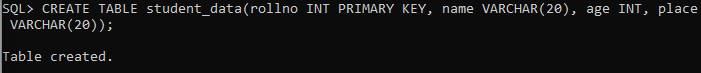 SQL> CREATE TABLE student_data(rollno INT PRIMARY KEY, name VARCHAR(20), age INT, place
VARCHAR(20));
Table created.